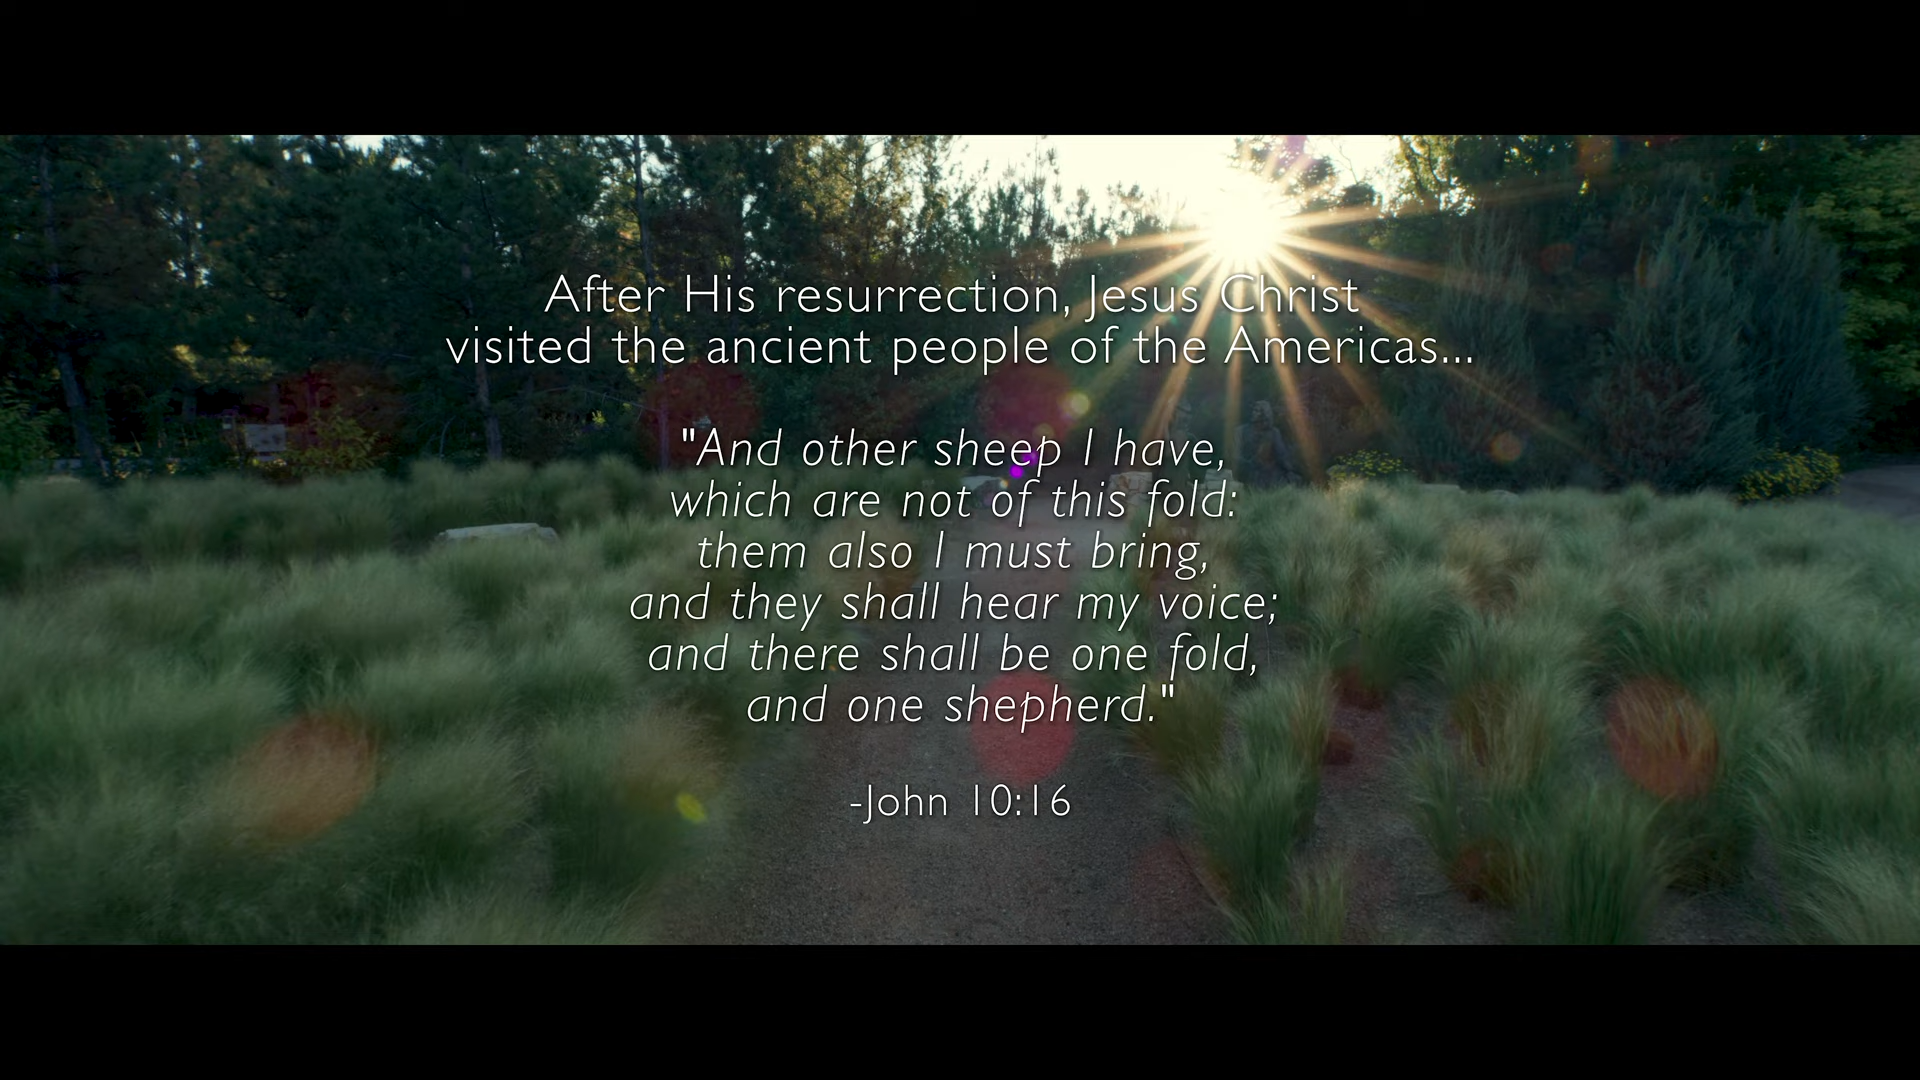 After His resurrection, Jesus Christ
visited the ancient people of the Americas...
"And other sheep I have,
which are not of this fold:
them also I must bring,
and they shall hear my voice;
and there shall be one fold,
and one shepherd."
-John 10:16